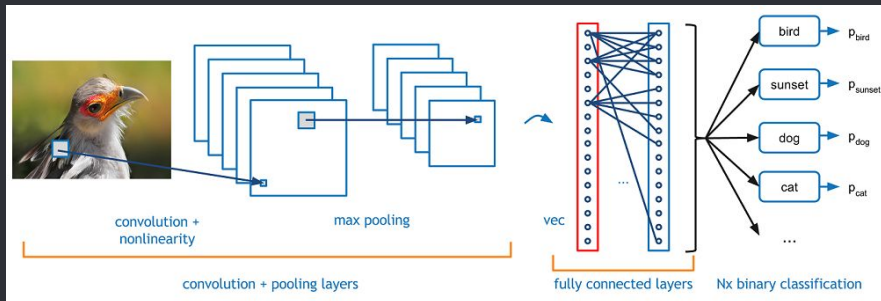 bird
p_bird
sunset
p_sunset
dog
p_dog
cat
p_cat
...
...
convolution +
nonlinearity
max pooling
vec
convolution + pooling layers
fully connected layers
Nx binary classification